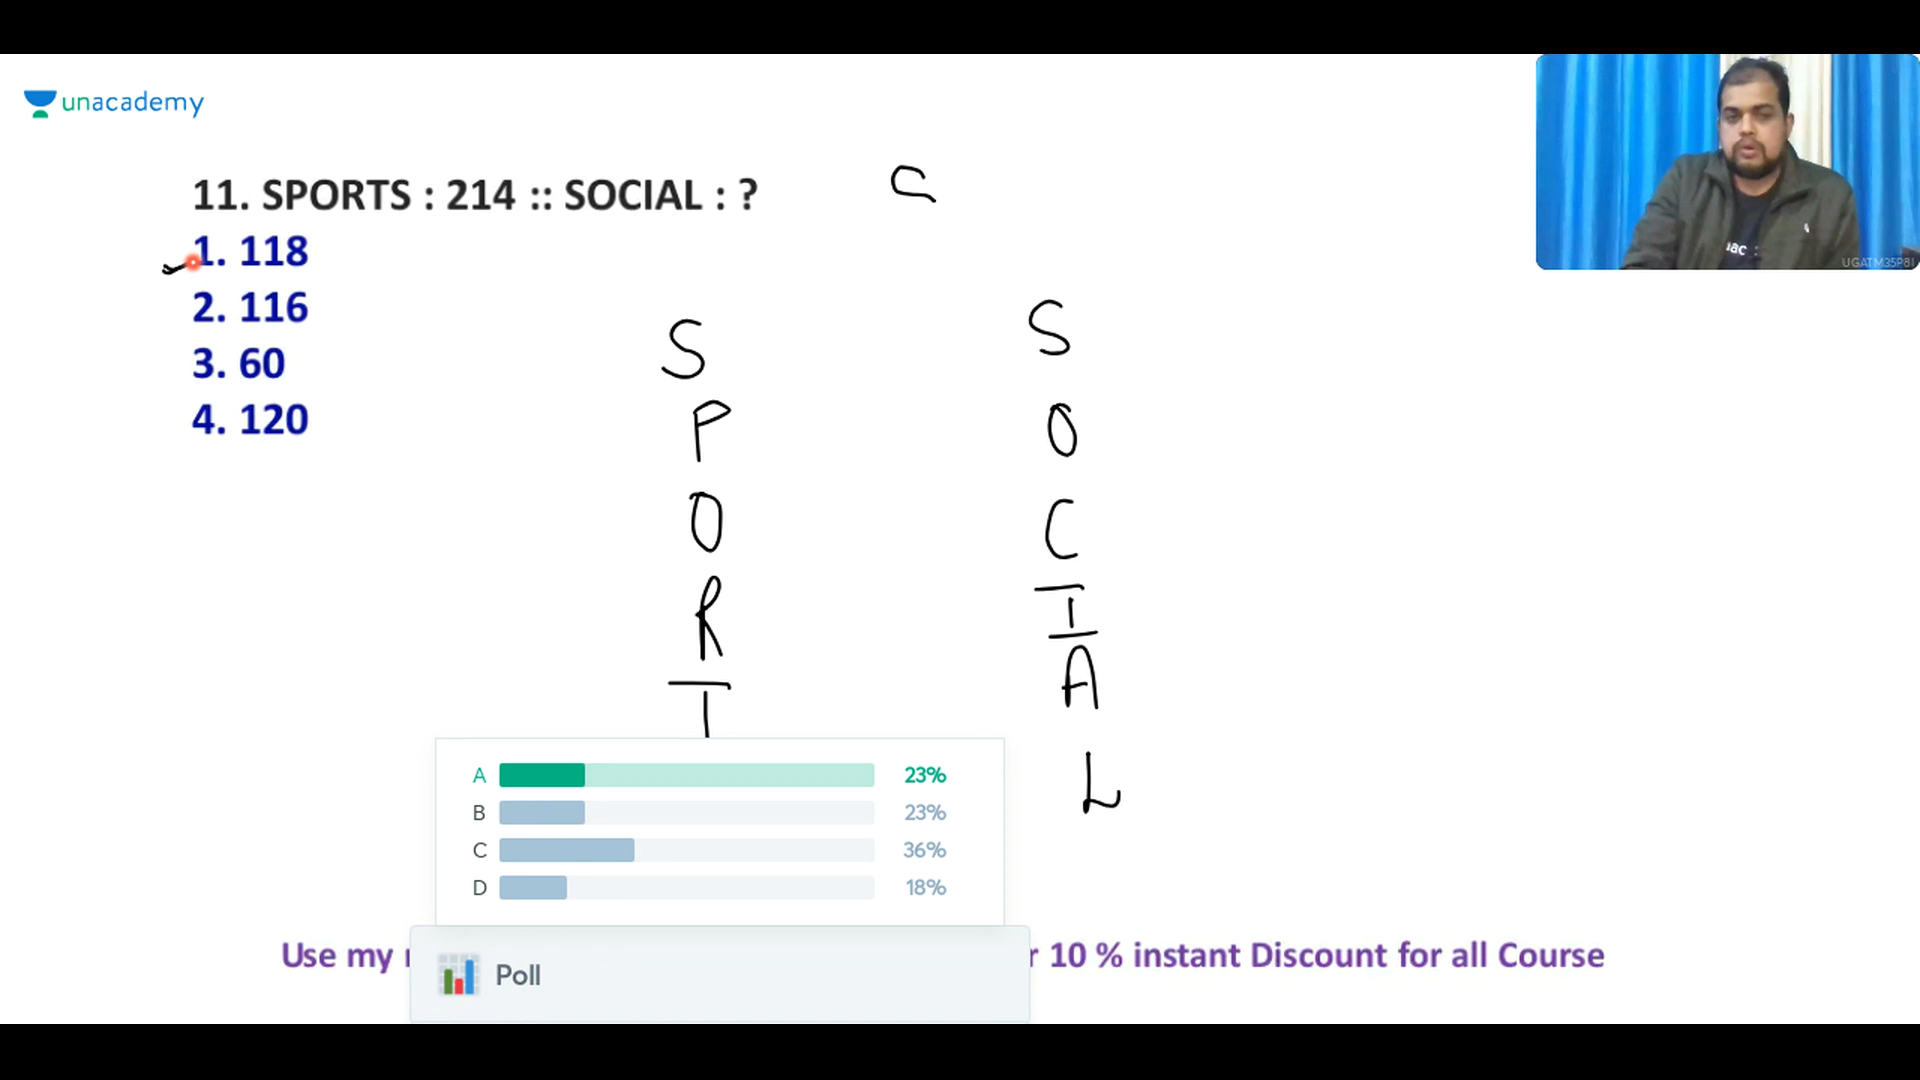 unacademy
11. SPORTS : 214 :: SOCIAL : ?
1. 118
2. 116
3. 60
4. 120
S
P
O
R
T
S
O
C
I
A
L
A 23%
B 23%
C 36%
D 18%
Use my
10 % instant Discount for all Course
Poll
UGATM35P81